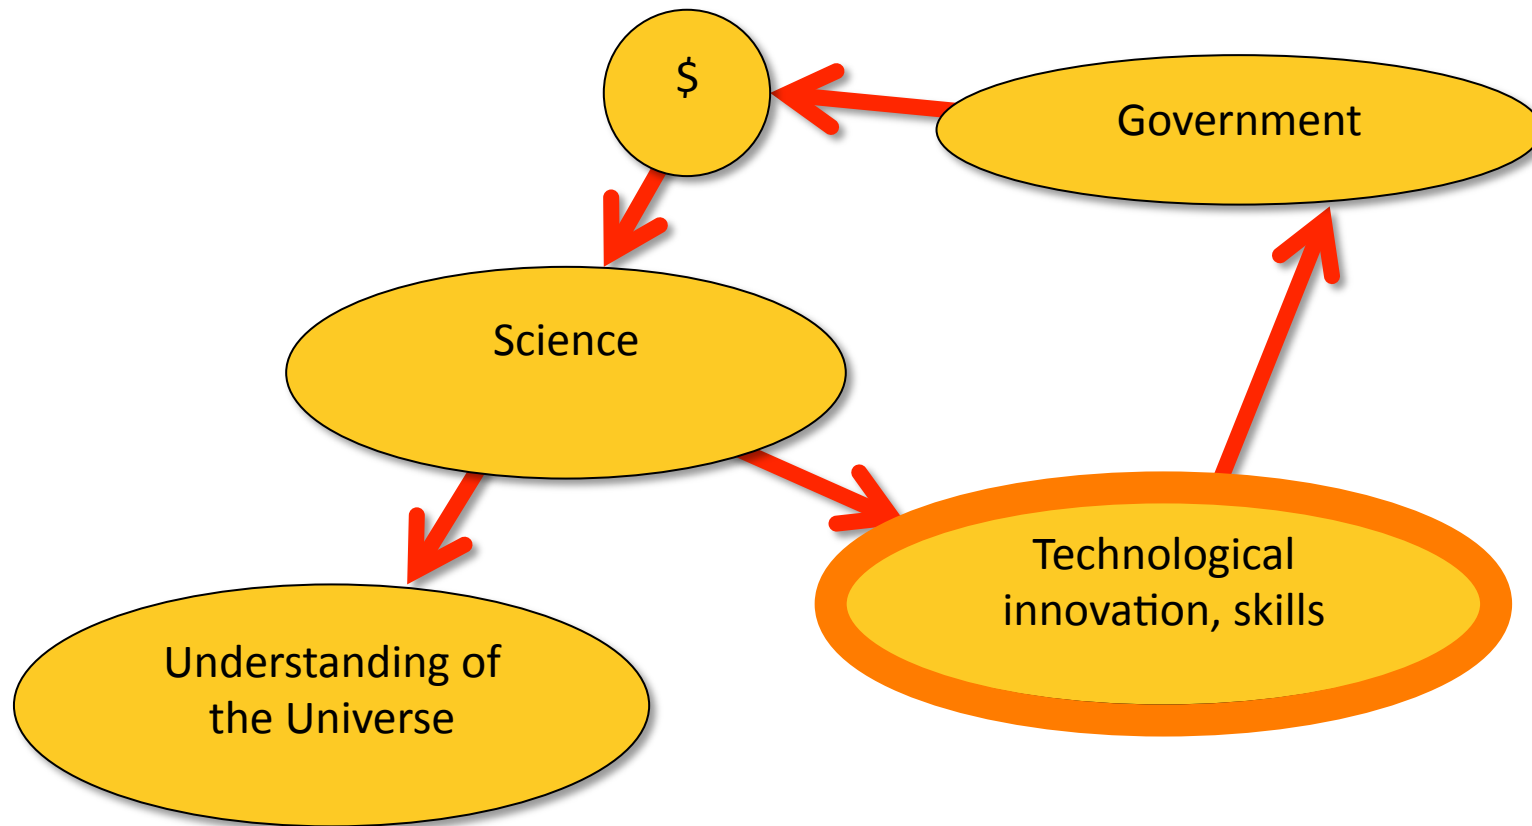 $
Government
Science
Technological
innovation, skills
Understanding of
the Universe